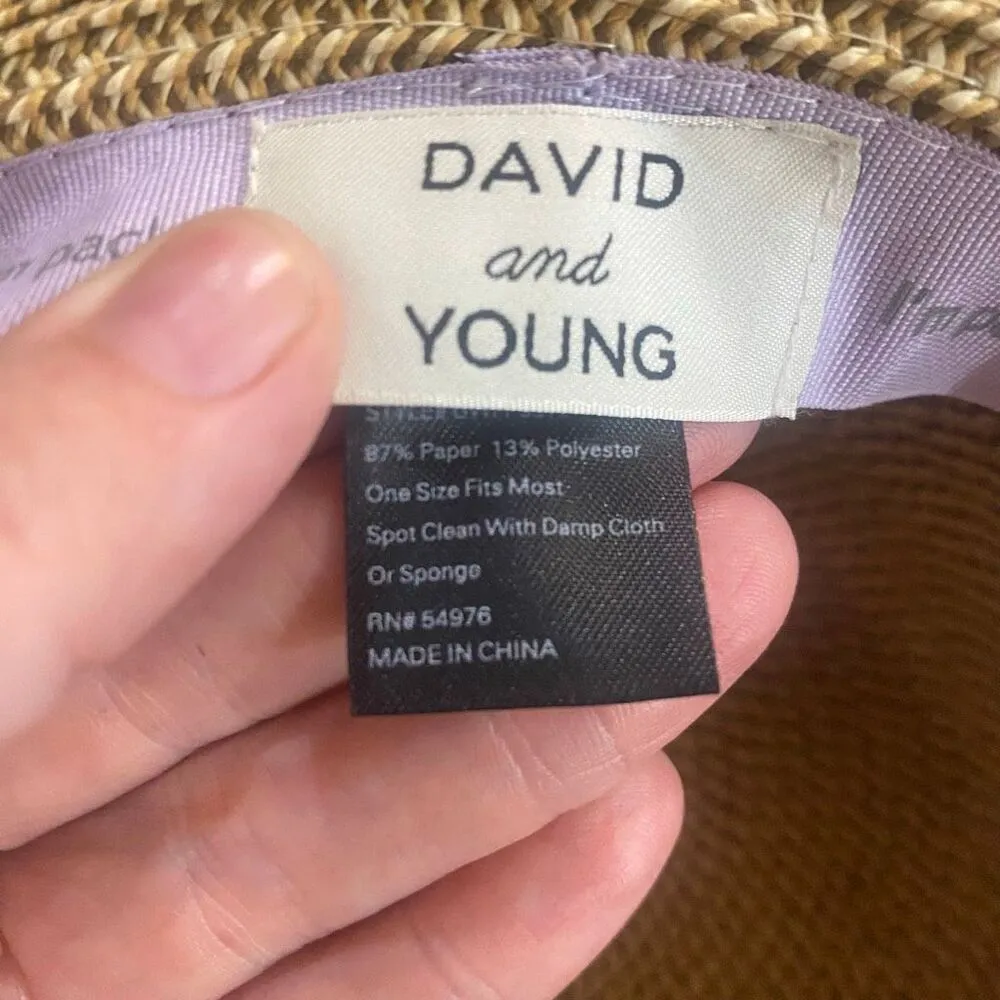 DAVID
and
YOUNG
STYLE#
87% Paper 13% Polyester
One Size Fits Most
Spot Clean With Damp Cloth
Or Sponge
RN# 54976
MADE IN CHINA